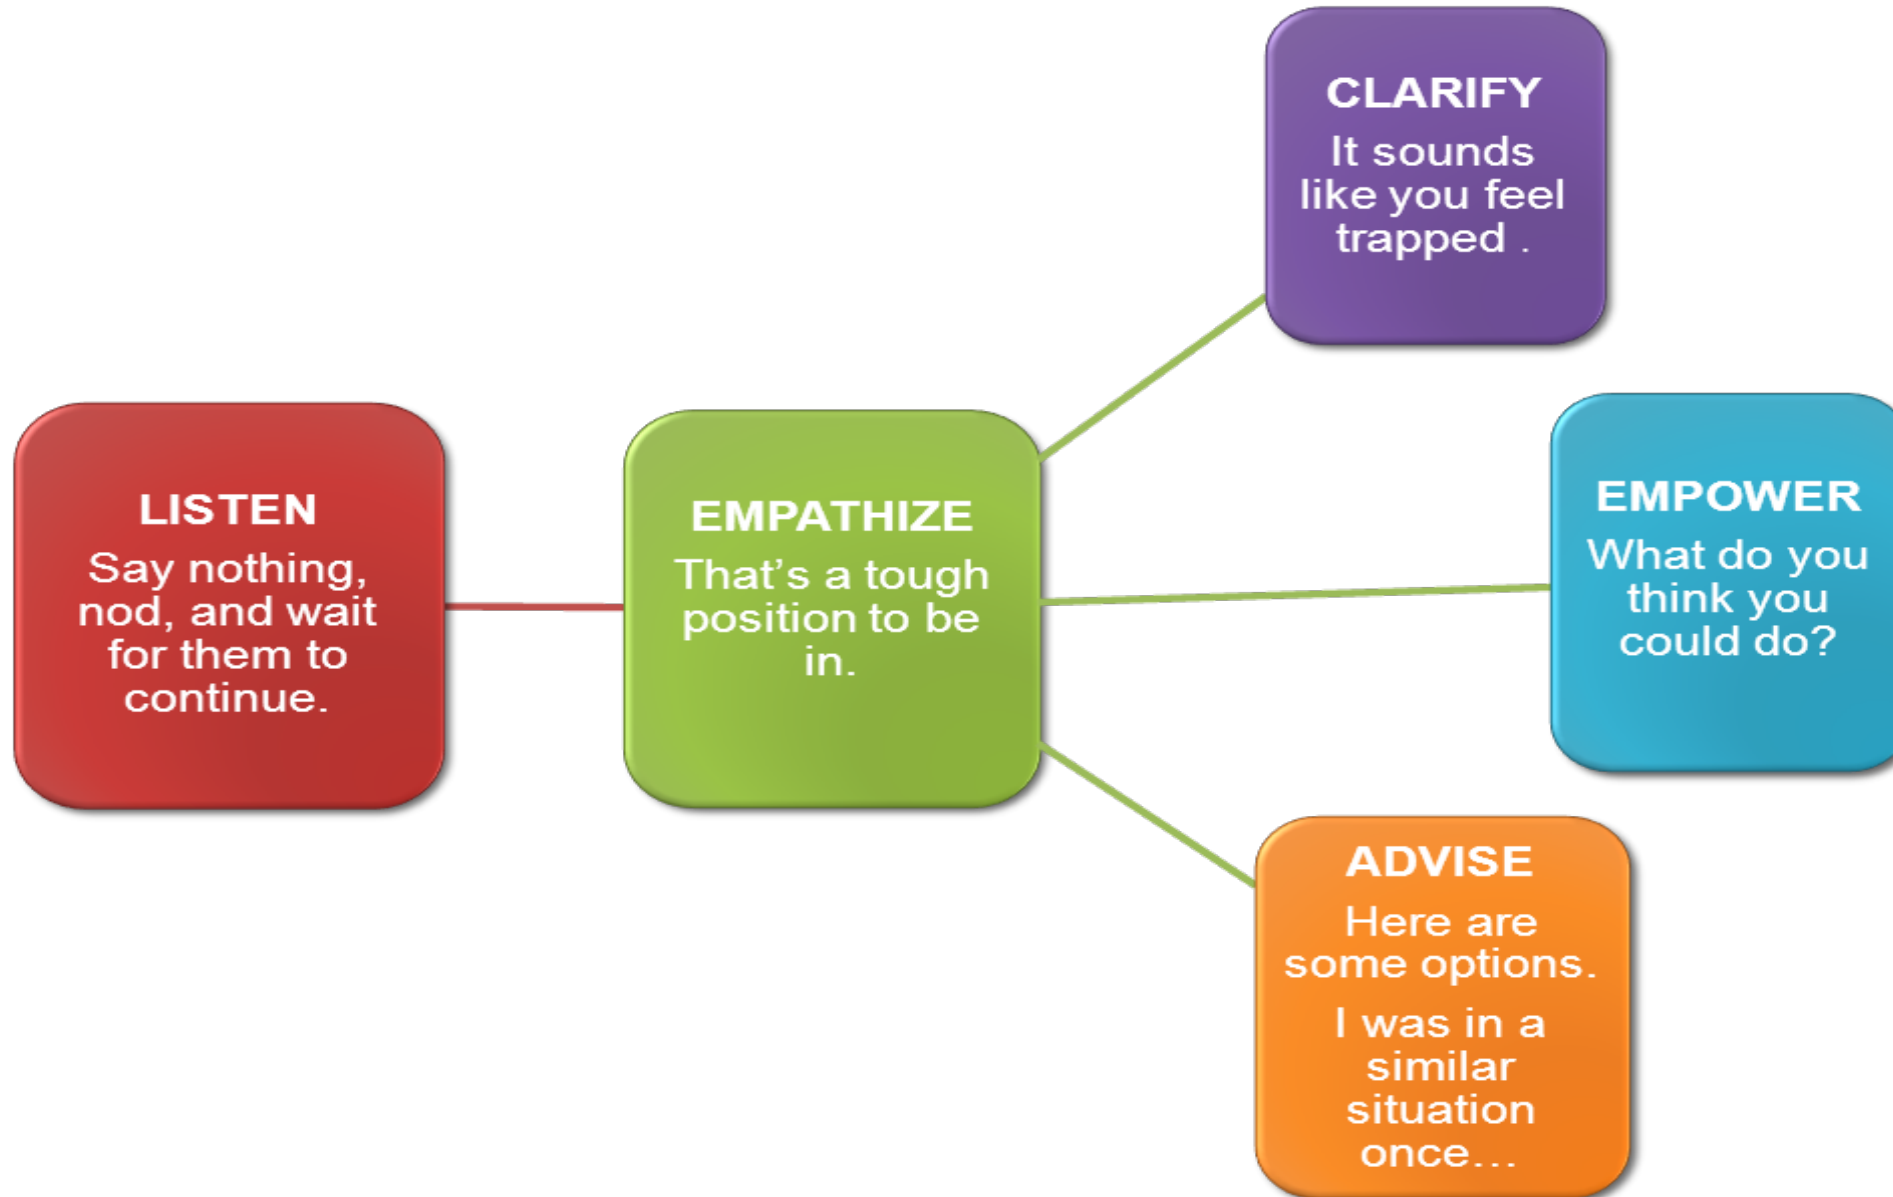 LISTEN
Say nothing,
nod, and wait
for them to
continue.
EMPATHIZE
That’s a tough
position to be
in.
CLARIFY
It sounds
like you feel
trapped .
EMPOWER
What do you
think you
could do?
ADVISE
Here are
some options.
I was in a
similar
situation
once…